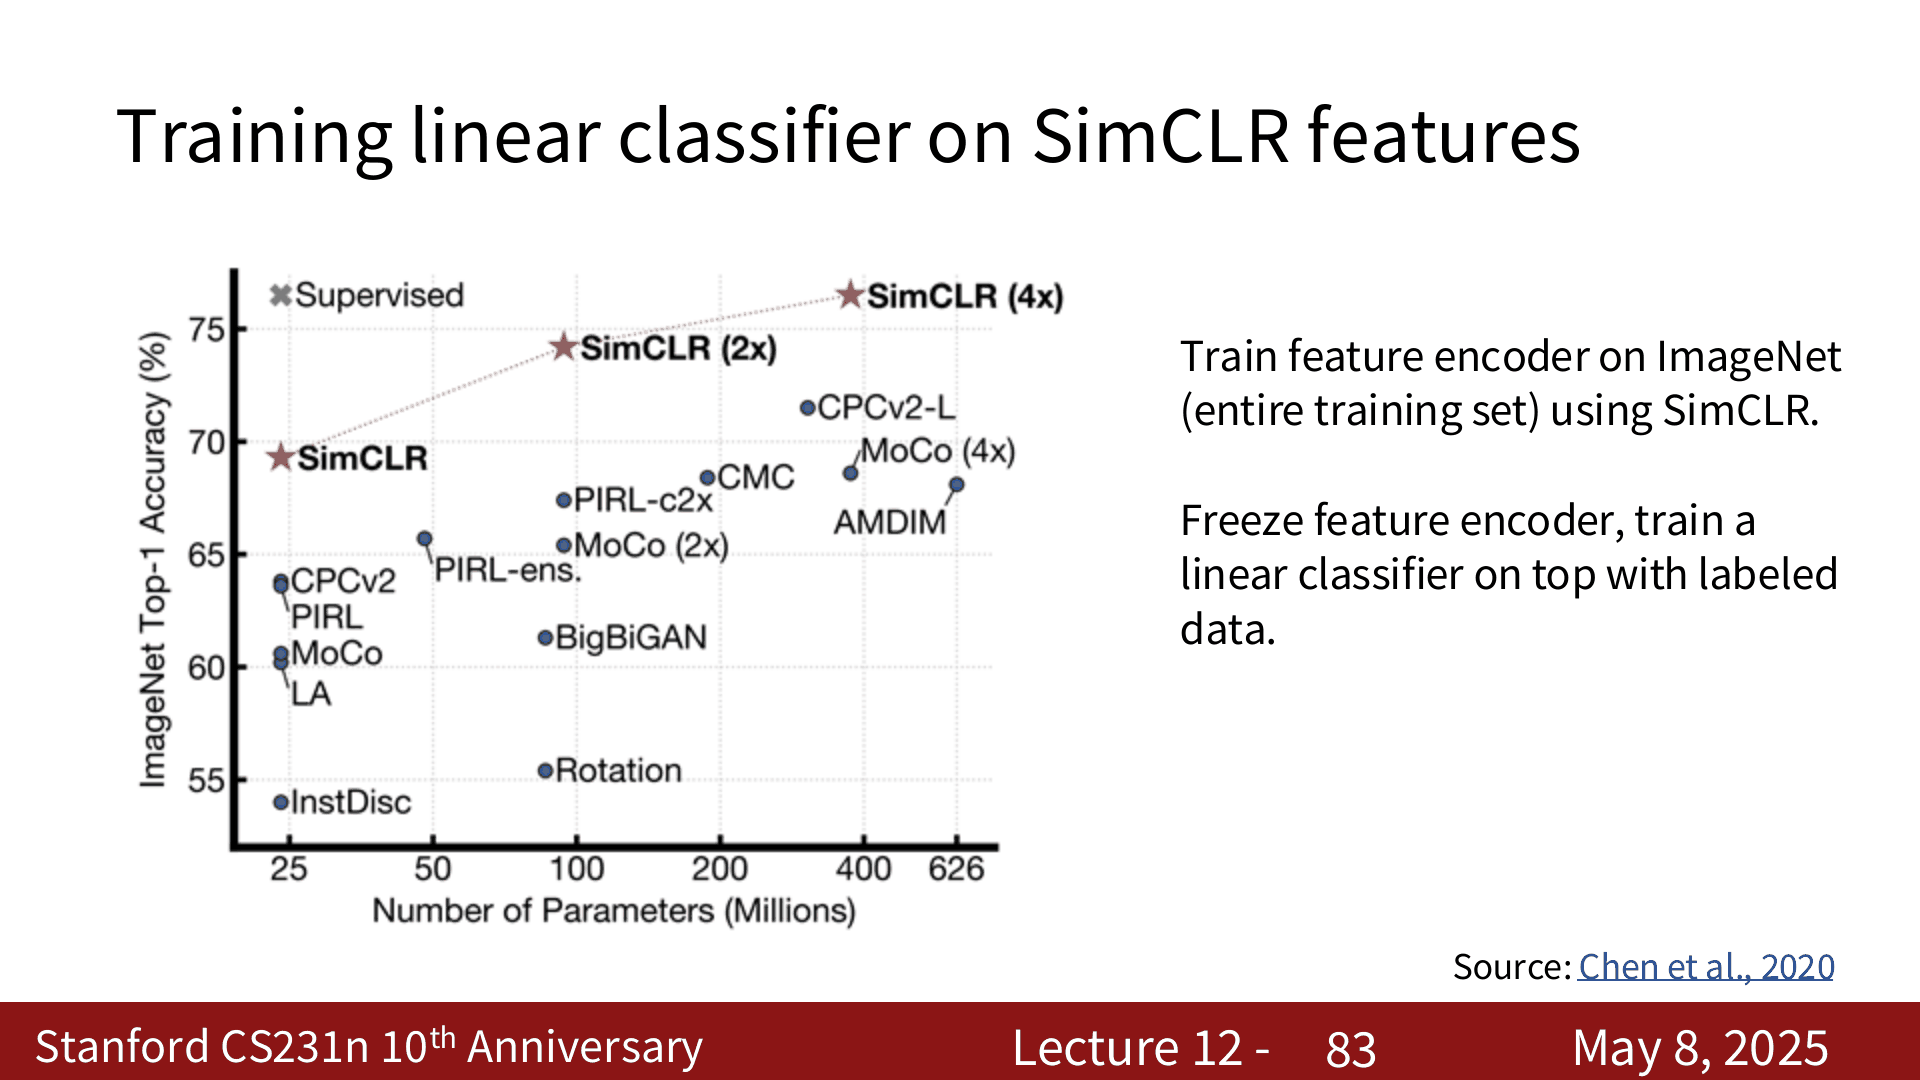 Training linear classifier on SimCLR features
ImageNet Top-1 Accuracy (%)
75
70
65
60
55
Supervised
SimCLR (4x)
SimCLR (2x)
CPCv2-L
MoCo (4x)
SimCLR
CMC
PIRL-c2x
AMDIM
MoCo (2x)
PIRL-ens.
CPCv2
PIRL
BigBiGAN
MoCo
LA
Rotation
InstDisc
25 50 100 200 400 626
Number of Parameters (Millions)
Train feature encoder on ImageNet
(entire training set) using SimCLR.
Freeze feature encoder, train a
linear classifier on top with labeled
data.
Source: Chen et al., 2020
Stanford CS231n 10th Anniversary
Lecture 12 - 83
May 8, 2025